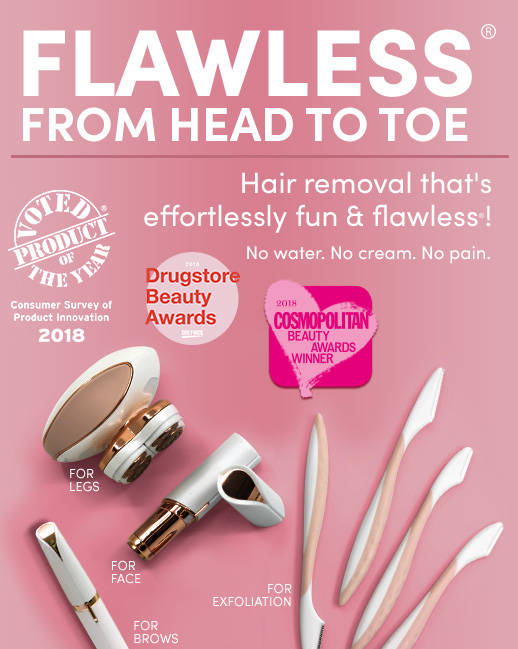 FLAWLESS®
FROM HEAD TO TOE
Hair removal that's
effortlessly fun & flawless®!
No water. No cream. No pain.
VOTED
PRODUCT®
OF
THE YEAR
Consumer Survey of
Product Innovation
2018
2018
Drugstore
Beauty
Awards
2018
COSMOPOLITAN
BEAUTY
AWARDS
WINNER
FOR
LEGS
FOR
FACE
FOR
EXFOLIATION
FOR
BROWS